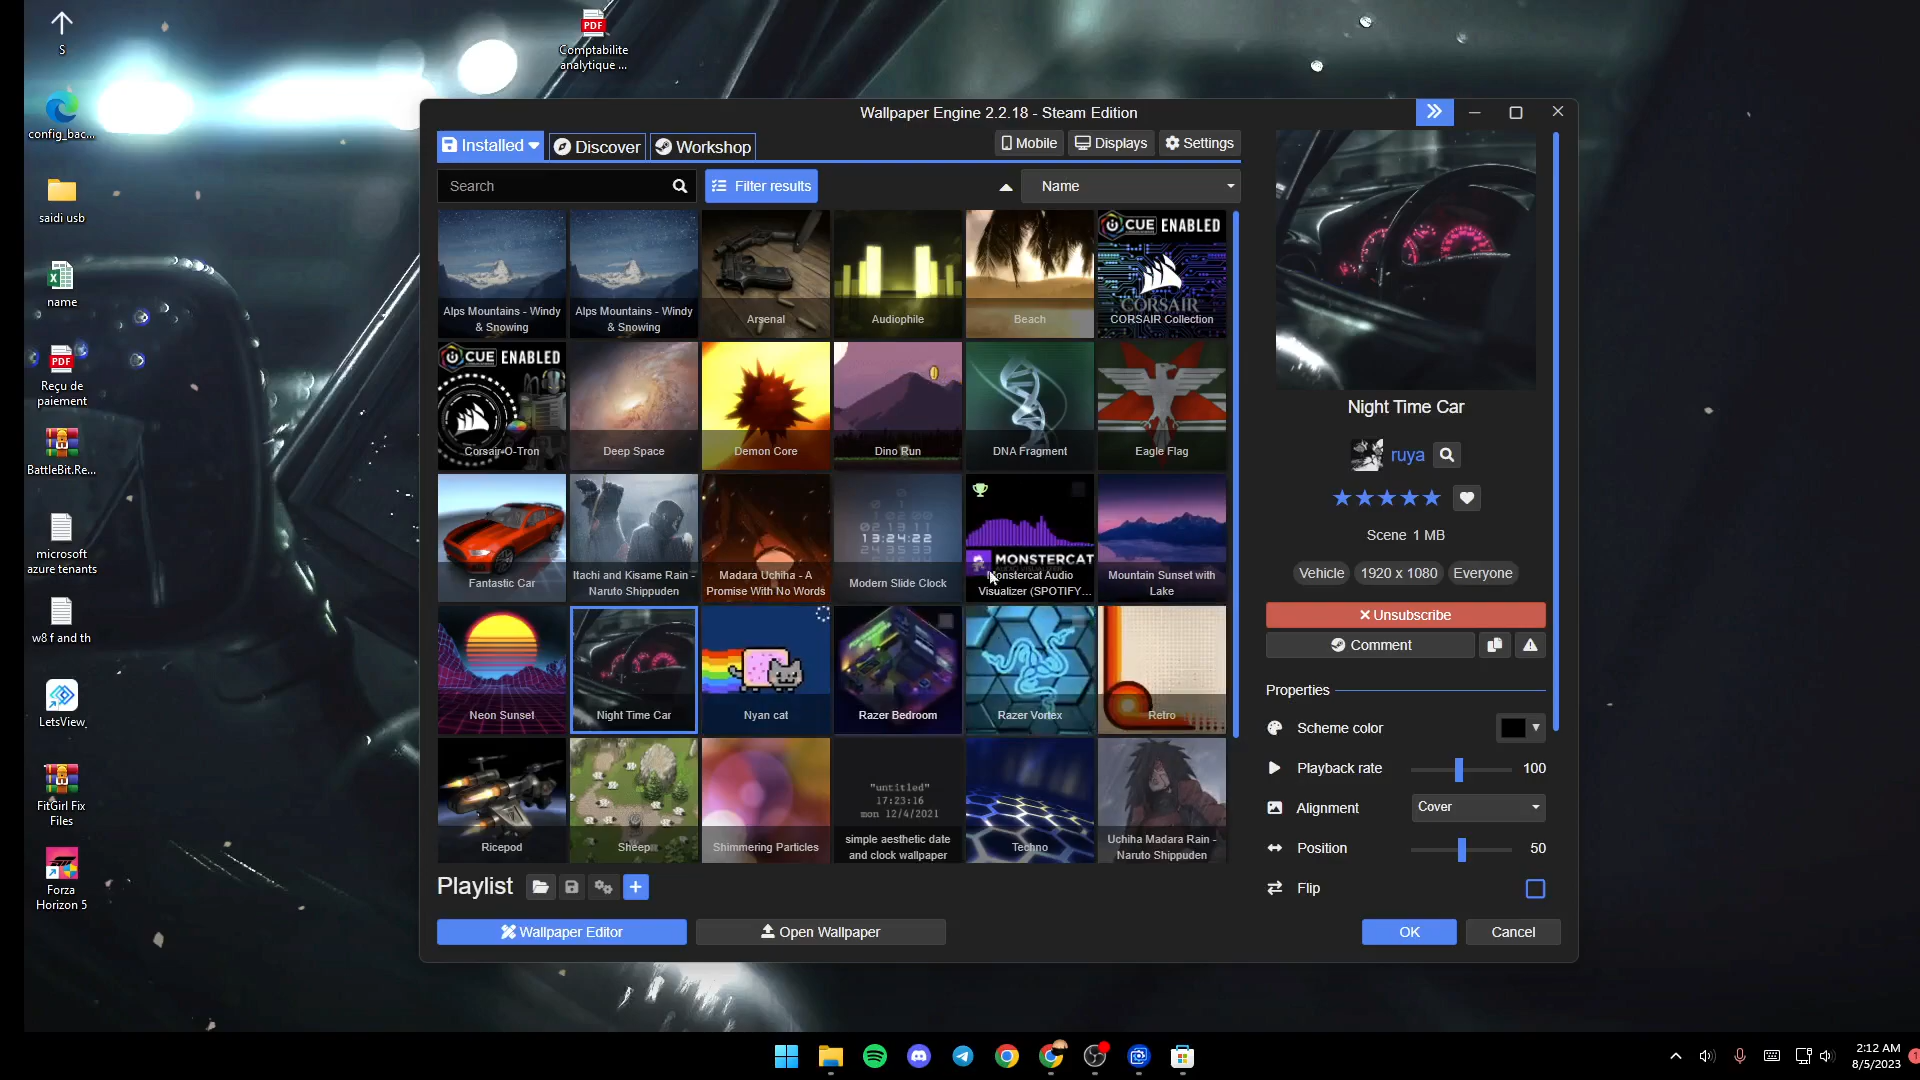 S
config_bac...
saidi usb
name
Reçu de
paiement
BattleBit.Re...
microsoft
azure tenants
w8 f and th
LetsView
FitGirl Fix
Files
Forza
Horizon 5
PDF
Comptabilite
analytique ...
Wallpaper Engine 2.2.18 - Steam Edition
Installed
Discover
Workshop
Mobile
Displays
Settings
Search
Filter results
Name
Alps Mountains - Windy
& Snowing
Alps Mountains - Windy
& Snowing
Arsenal
Audiophile
Beach
CUE ENABLED
CORSAIR
CORSAIR Collection
CUE ENABLED
Corsair-O-Tron
Deep Space
Demon Core
Dino Run
DNA Fragment
Eagle Flag
Fantastic Car
Itachi and Kisame Rain -
Naruto Shippuden
Madara Uchiha - A
Promise With No Words
13:24:22
Modern Slide Clock
MONSTERCAT
Monstercat Audio
Visualizer (SPOTIFY...
Mountain Sunset with
Lake
Neon Sunset
Night Time Car
Nyan cat
Razer Bedroom
Razer Vortex
Retro
Ricepod
Sheep
Shimmering Particles
"untitled"
17:23:16
mon 12/4/2021
simple aesthetic date
and clock wallpaper
Techno
Uchiha Madara Rain -
Naruto Shippuden
Playlist
Wallpaper Editor
Open Wallpaper
Night Time Car
ruya
Scene 1 MB
Vehicle
1920 x 1080
Everyone
Unsubscribe
Comment
Properties
Scheme color
Playback rate
100
Alignment
Cover
Position
50
Flip
OK
Cancel
2:12 AM
8/5/2023
1